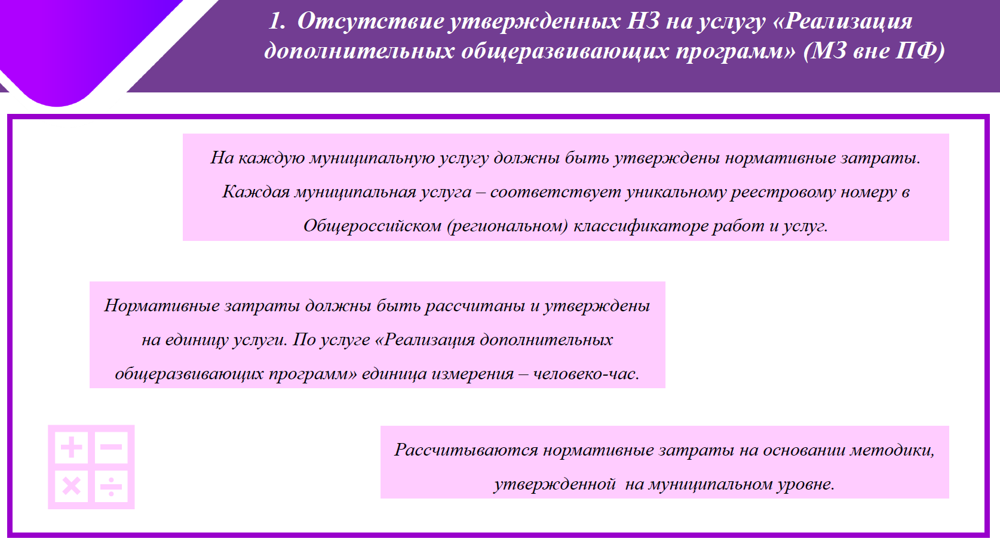 1. Отсутствие утвержденных НЗ на услугу «Реализация
дополнительных общеразвивающих программ» (МЗ вне ПФ)
На каждую муниципальную услугу должны быть утверждены нормативные затраты.
Каждая муниципальная услуга – соответствует уникальному реестровому номеру в
Общероссийском (региональном) классификаторе работ и услуг.
Нормативные затраты должны быть рассчитаны и утверждены
на единицу услуги. По услуге «Реализация дополнительных
общеразвивающих программ» единица измерения – человеко-час.
Рассчитываются нормативные затраты на основании методики,
утвержденной на муниципальном уровне.